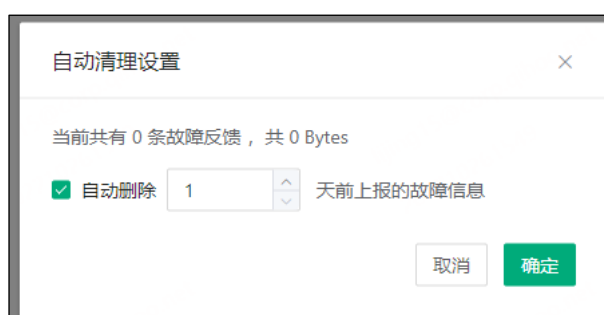 自动清理设置
当前共有 0 条故障反馈 ，共 0 Bytes
自动删除 1 天前上报的故障信息
取消 确定